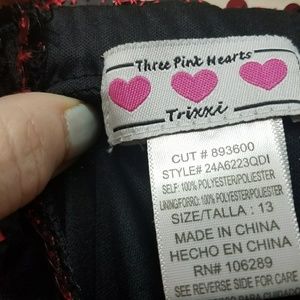 Three Pink Hearts
Trixxi
CUT # 893600
STYLE# 24A6223QDI
SELF: 100% POLYESTER/POLIESTER
LINING/FORRO: 100% POLYESTER/POLIESTER
SIZE/TALLA : 13
MADE IN CHINA
HECHO EN CHINA
RN# 106289
SEE REVERSE SIDE FOR CARE